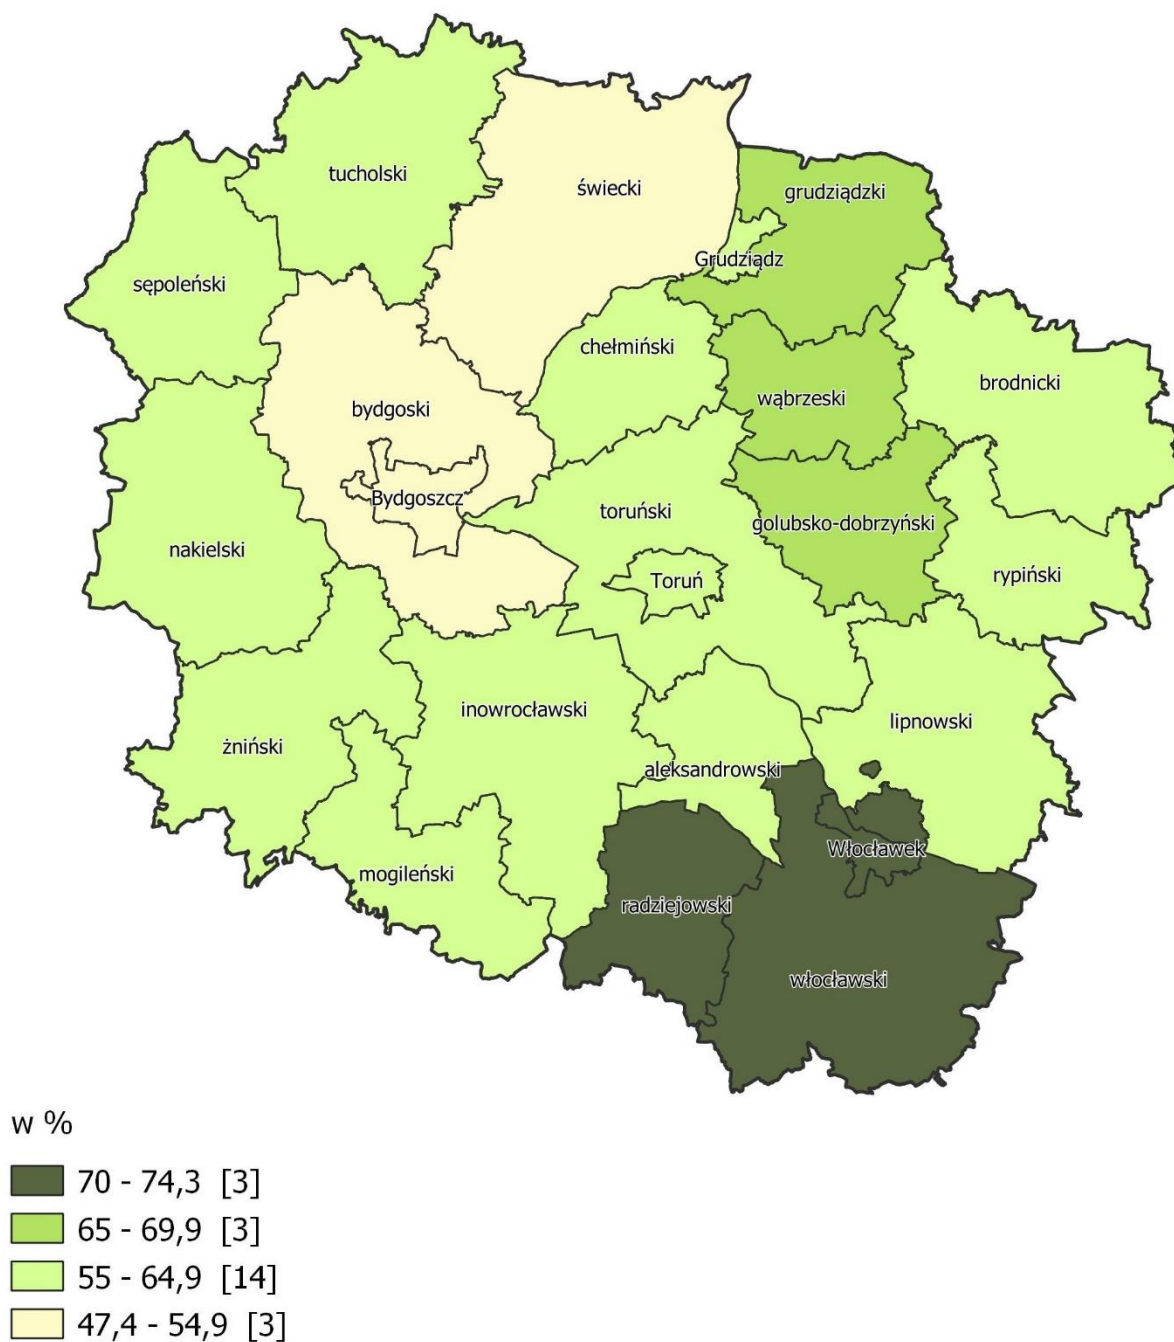 tucholski
świecki
grudziądzki
Grudziądz
sępoleński
chełmiński
brodnicki
wąbrzeski
bydgoski
Bydgoszcz
toruński
golubsko-dobrzyński
nakielski
Toruń
rypiński
inowrocławski
lipnowski
żniński
aleksandrowski
Włocławek
mogileński
radziejowski
włocławski
w %
70 - 74,3 [3]
65 - 69,9 [3]
55 - 64,9 [14]
47,4 - 54,9 [3]